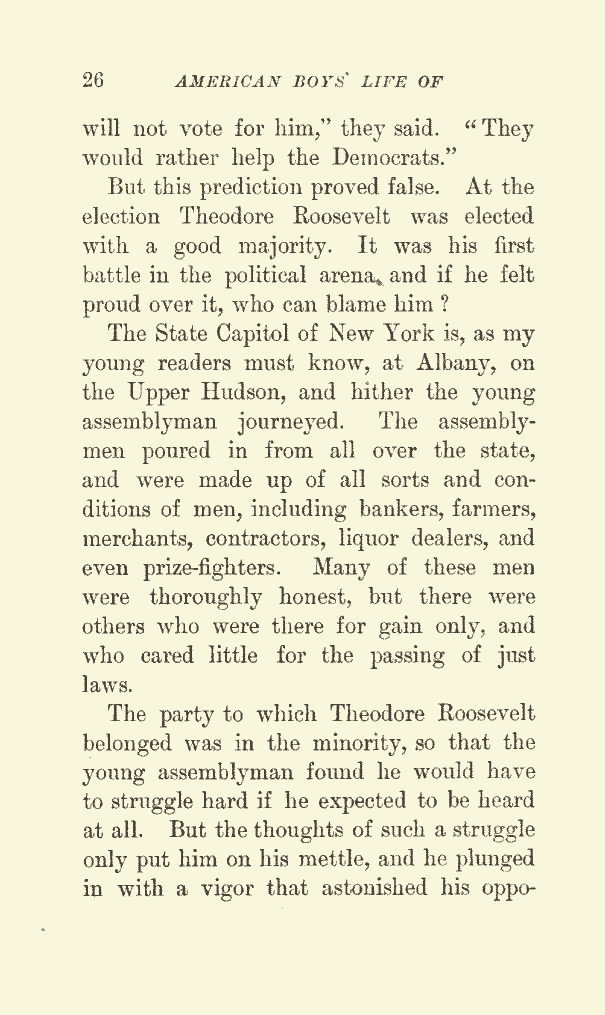 26 AMERICAN BOYS' LIFE OF
will not vote for him,” they said. “They
would rather help the Democrats.”
But this prediction proved false. At the
election Theodore Roosevelt was elected
with a good majority. It was his first
battle in the political arena, and if he felt
proud over it, who can blame him?
The State Capitol of New York is, as my
young readers must know, at Albany, on
the Upper Hudson, and hither the young
assemblyman journeyed. The assembly-
men poured in from all over the state,
and were made up of all sorts and con-
ditions of men, including bankers, farmers,
merchants, contractors, liquor dealers, and
even prize-fighters. Many of these men
were thoroughly honest, but there were
others who were there for gain only, and
who cared little for the passing of just
laws.
The party to which Theodore Roosevelt
belonged was in the minority, so that the
young assemblyman found he would have
to struggle hard if he expected to be heard
at all. But the thoughts of such a struggle
only put him on his mettle, and he plunged
in with a vigor that astonished his oppo-